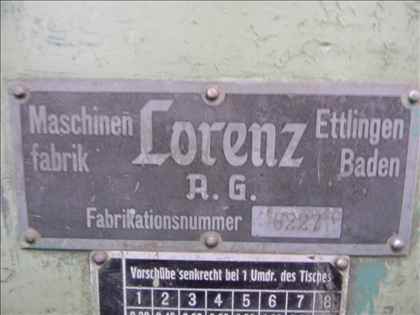 Maschinen Lorenz Ettlingen
fabrik Baden
A. G.
Fabrikationsnummer
Vorschübe senkrecht bei 1 Umdr. des Tisches
1 2 3 4 5 6 7 8